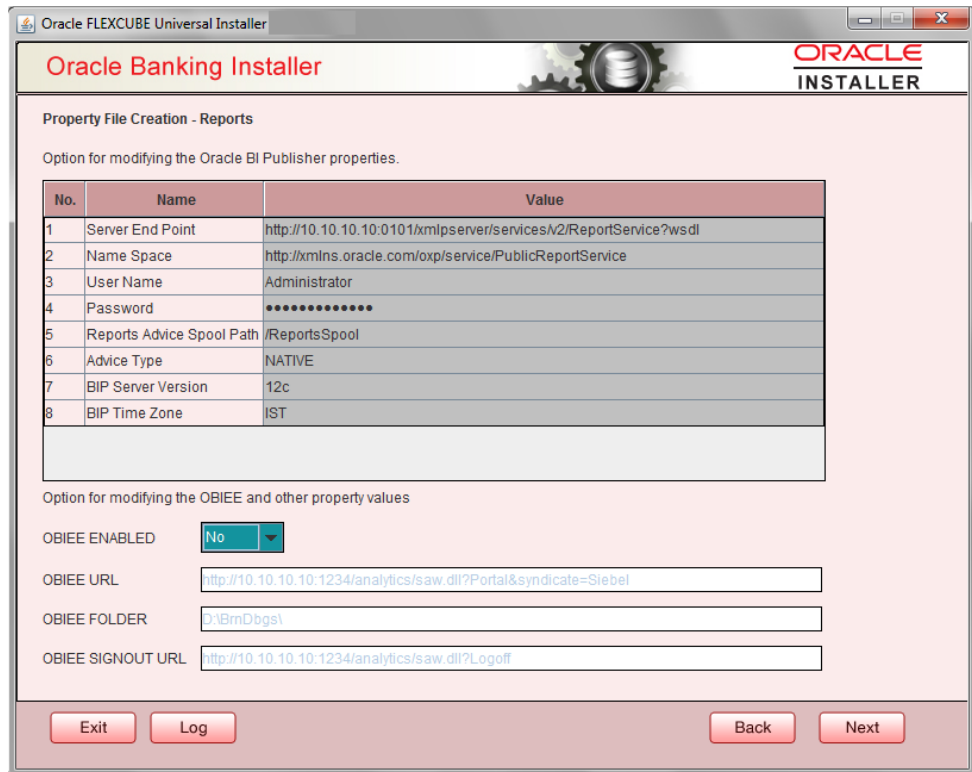 Oracle FLEXCUBE Universal Installer
Oracle Banking Installer
ORACLE
INSTALLER
Property File Creation - Reports
Option for modifying the Oracle BI Publisher properties.
No. Name Value
1 Server End Point http://10.10.10.10:0101/xmlpserver/services/v2/ReportService?wsdl
2 Name Space http://xmlns.oracle.com/oxp/service/PublicReportService
3 User Name Administrator
4 Password •••••••••••••
5 Reports Advice Spool Path /ReportsSpool
6 Advice Type NATIVE
7 BIP Server Version 12c
8 BIP Time Zone IST
Option for modifying the OBIEE and other property values
OBIEE ENABLED No
OBIEE URL http://10.10.10.10:1234/analytics/saw.dll?Portal&syndicate=Siebel
OBIEE FOLDER D:\BrnDbgs\
OBIEE SIGNOUT URL http://10.10.10.10:1234/analytics/saw.dll?Logoff
Exit Log Back Next